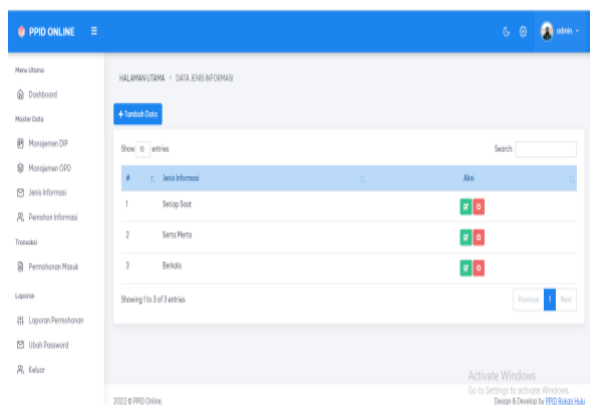 PPID ONLINE
admin.
Menu Utama
Dashboard
Master Data
Manajemen DIP
Manajemen OPD
Jenis Informasi
Pemohon Informasi
Transaksi
Permohonan Masuk
Laporan
Laporan Permohonan
Ubah Password
Keluar
HALAMAN UTAMA > DATA JENIS INFORMASI
+ Tambah Data
Show 10 entries
Search:
# Jenis Informasi Aksi
1 Setiap Saat
2 Serta Merta
3 Berkala
Showing 1 to 3 of 3 entries
Previous 1 Next
Activate Windows
Go to Settings to activate Windows.
2022 © PPID Online.
Design & Develop by PPID Rokan Hulu